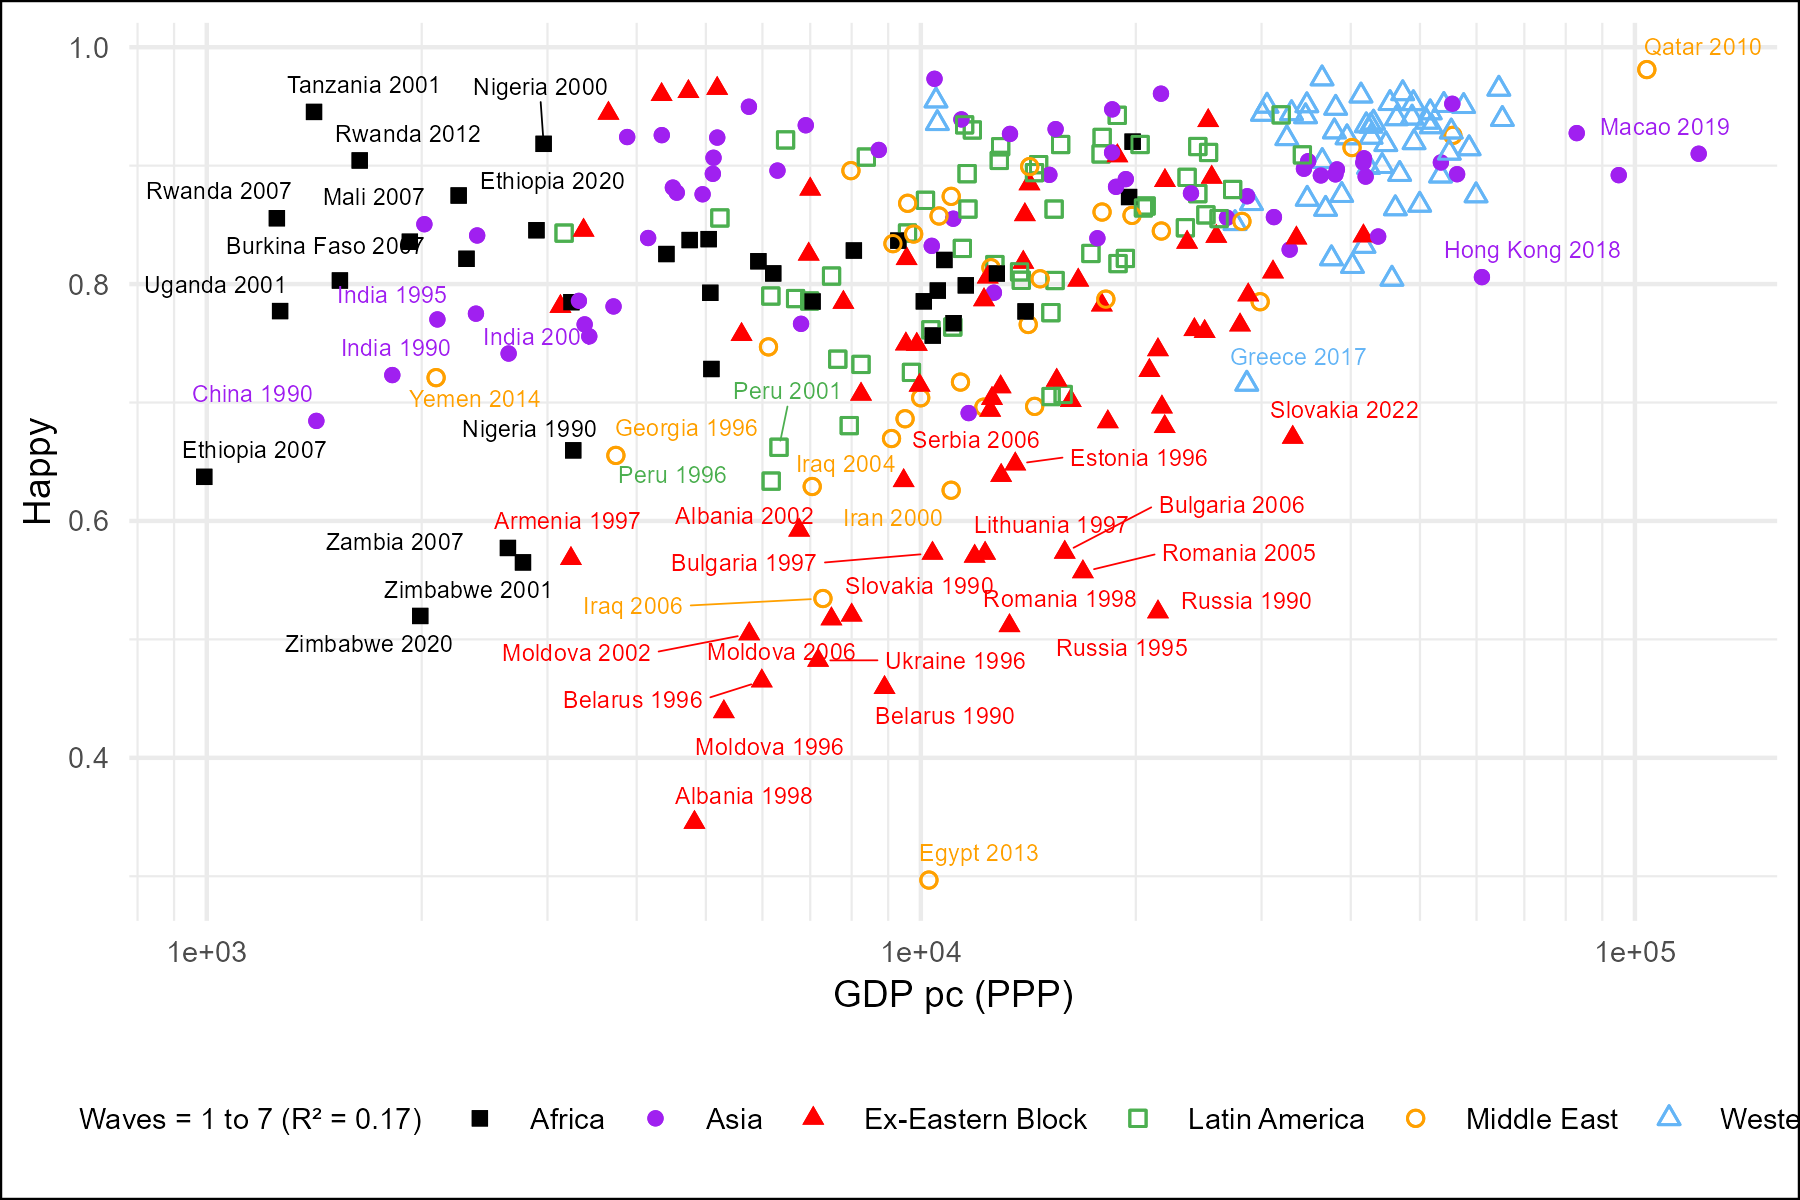 1.0
Qatar 2010
Tanzania 2001
Nigeria 2000
Rwanda 2012
Macao 2019
Ethiopia 2020
Rwanda 2007
Mali 2007
Burkina Faso 2007
Hong Kong 2018
0.8
Uganda 2001
India 1995
India 200
India 1990
Greece 2017
China 1990
Yemen 2014
Peru 2001
Slovakia 2022
Nigeria 1990
Georgia 1996
Serbia 2006
Ethiopia 2007
Estonia 1996
Iraq 2004
Peru 1996
Happy
Bulgaria 2006
0.6
Armenia 1997
Albania 2002
Iran 2000
Lithuania 1997
Zambia 2007
Bulgaria 1997
Romania 2005
Zimbabwe 2001
Slovakia 1990
Iraq 2006
Romania 1998
Russia 1990
Zimbabwe 2020
Moldova 2002
Moldova 2006
Russia 1995
Ukraine 1996
Belarus 1996
Belarus 1990
Moldova 1996
0.4
Albania 1998
Egypt 2013
1e+03
1e+04
1e+05
GDP pc (PPP)
Waves = 1 to 7 (R² = 0.17) Africa Asia Ex-Eastern Block Latin America Middle East Weste